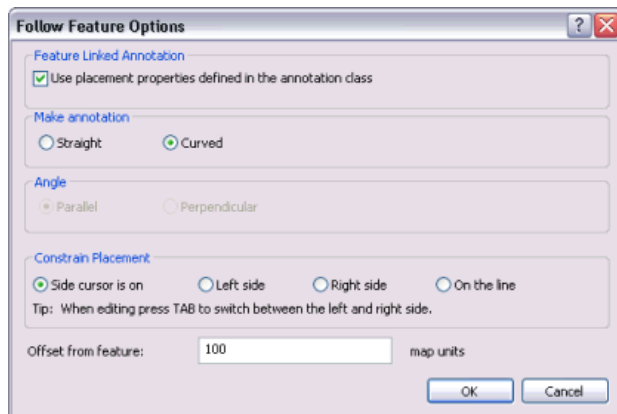 Follow Feature Options
Feature Linked Annotation
Use placement properties defined in the annotation class
Make annotation
Straight Curved
Angle
Parallel Perpendicular
Constrain Placement
Side cursor is on Left side Right side On the line
Tip: When editing press TAB to switch between the left and right side.
Offset from feature: 100 map units
OK Cancel